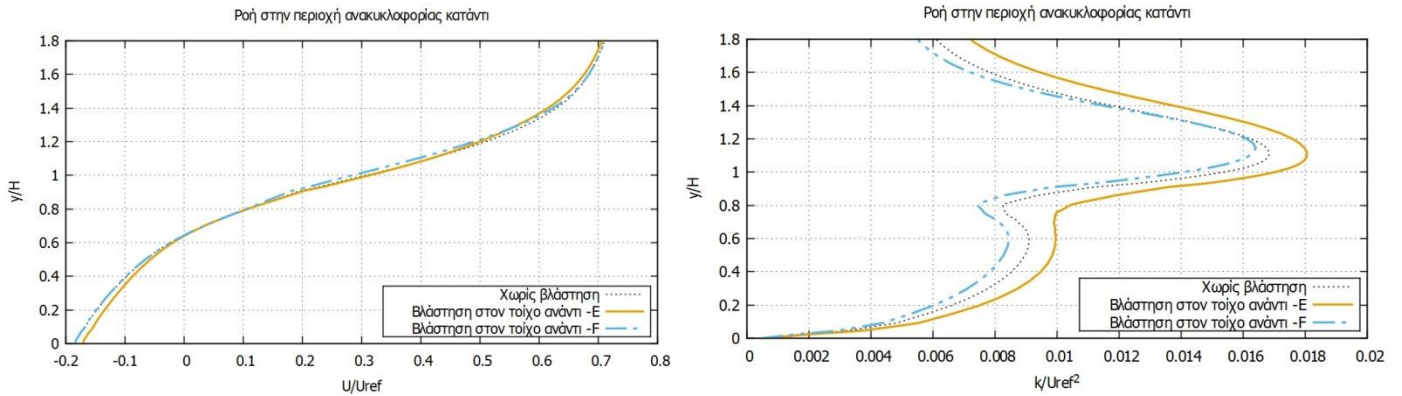 Ροή στην περιοχή ανακυκλοφορίας κατάντι
1.8
1.6
1.4
1.2
1
0.8
0.6
0.4
0.2
0
y/H
Χωρίς βλάστηση
Βλάστηση στον τοίχο ανάντι -E
Βλάστηση στον τοίχο ανάντι -F
-0.2 -0.1 0 0.1 0.2 0.3 0.4 0.5 0.6 0.7 0.8
U/Uref
Ροή στην περιοχή ανακυκλοφορίας κατάντι
1.8
1.6
1.4
1.2
1
0.8
0.6
0.4
0.2
0
y/H
Χωρίς βλάστηση
Βλάστηση στον τοίχο ανάντι -E
Βλάστηση στον τοίχο ανάντι -F
0 0.002 0.004 0.006 0.008 0.01 0.012 0.014 0.016 0.018 0.02
k/Uref²